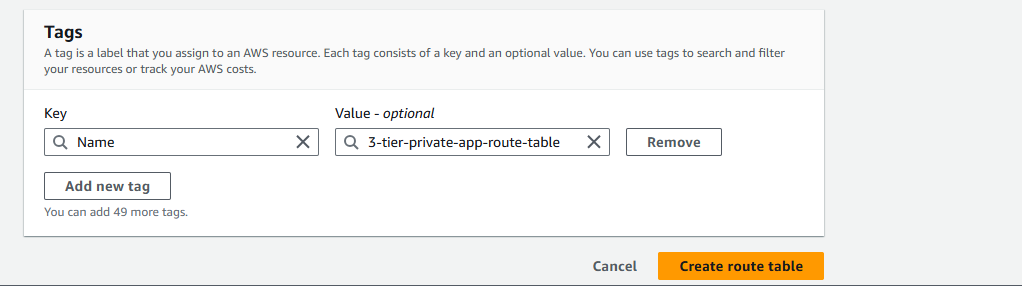 Tags
A tag is a label that you assign to an AWS resource. Each tag consists of a key and an optional value. You can use tags to search and filter
your resources or track your AWS costs.
Key
Value - optional
Name
3-tier-private-app-route-table
Remove
Add new tag
You can add 49 more tags.
Cancel
Create route table